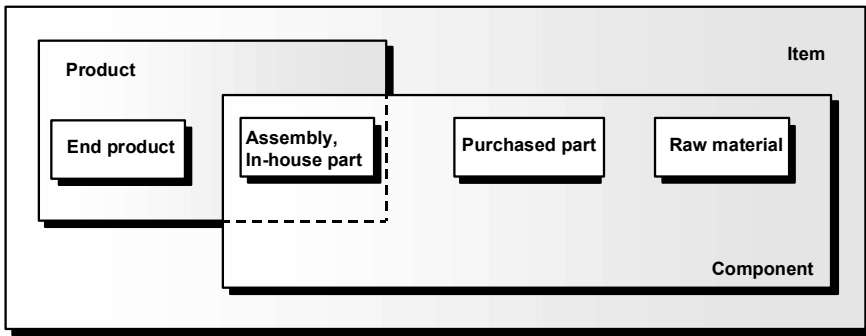 Item
Product
End product
Assembly,
In-house part
Purchased part
Raw material
Component